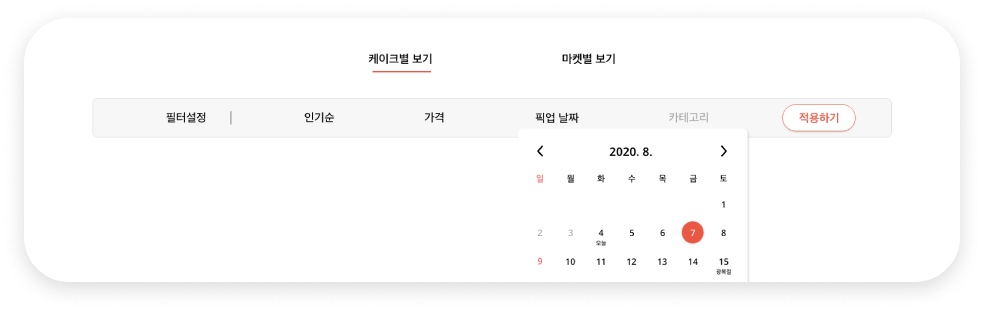 케이크별 보기 마켓별 보기
필터설정 | 인기순 가격 픽업 날짜 카테고리 적용하기
2020. 8.
일 월 화 수 목 금 토
1
2 3 4 5 6 7 8
오늘
9 10 11 12 13 14 15
광복절